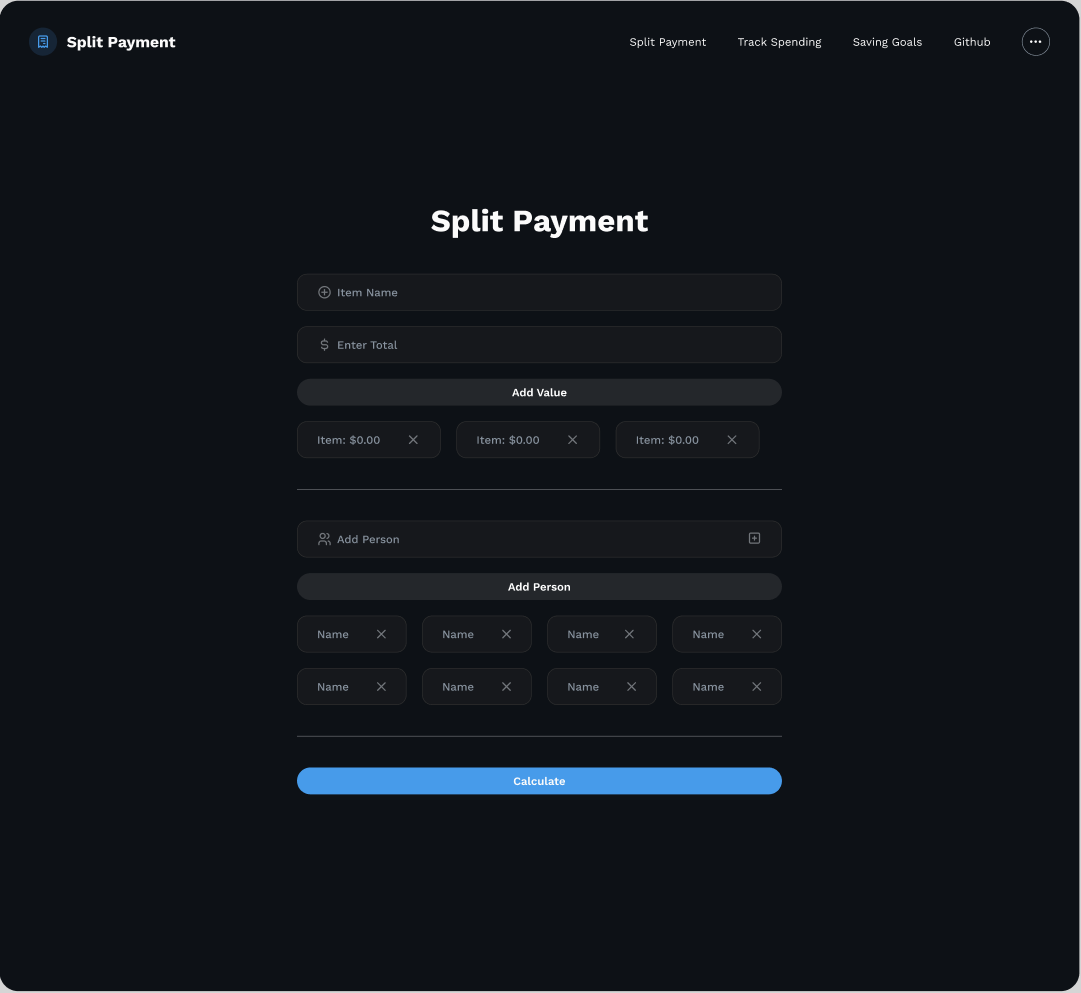 Split Payment
Split Payment Track Spending Saving Goals Github
Split Payment
Item Name
$ Enter Total
Add Value
Item: $0.00 Item: $0.00 Item: $0.00
Add Person
Add Person
Name Name Name Name
Name Name Name Name
Calculate